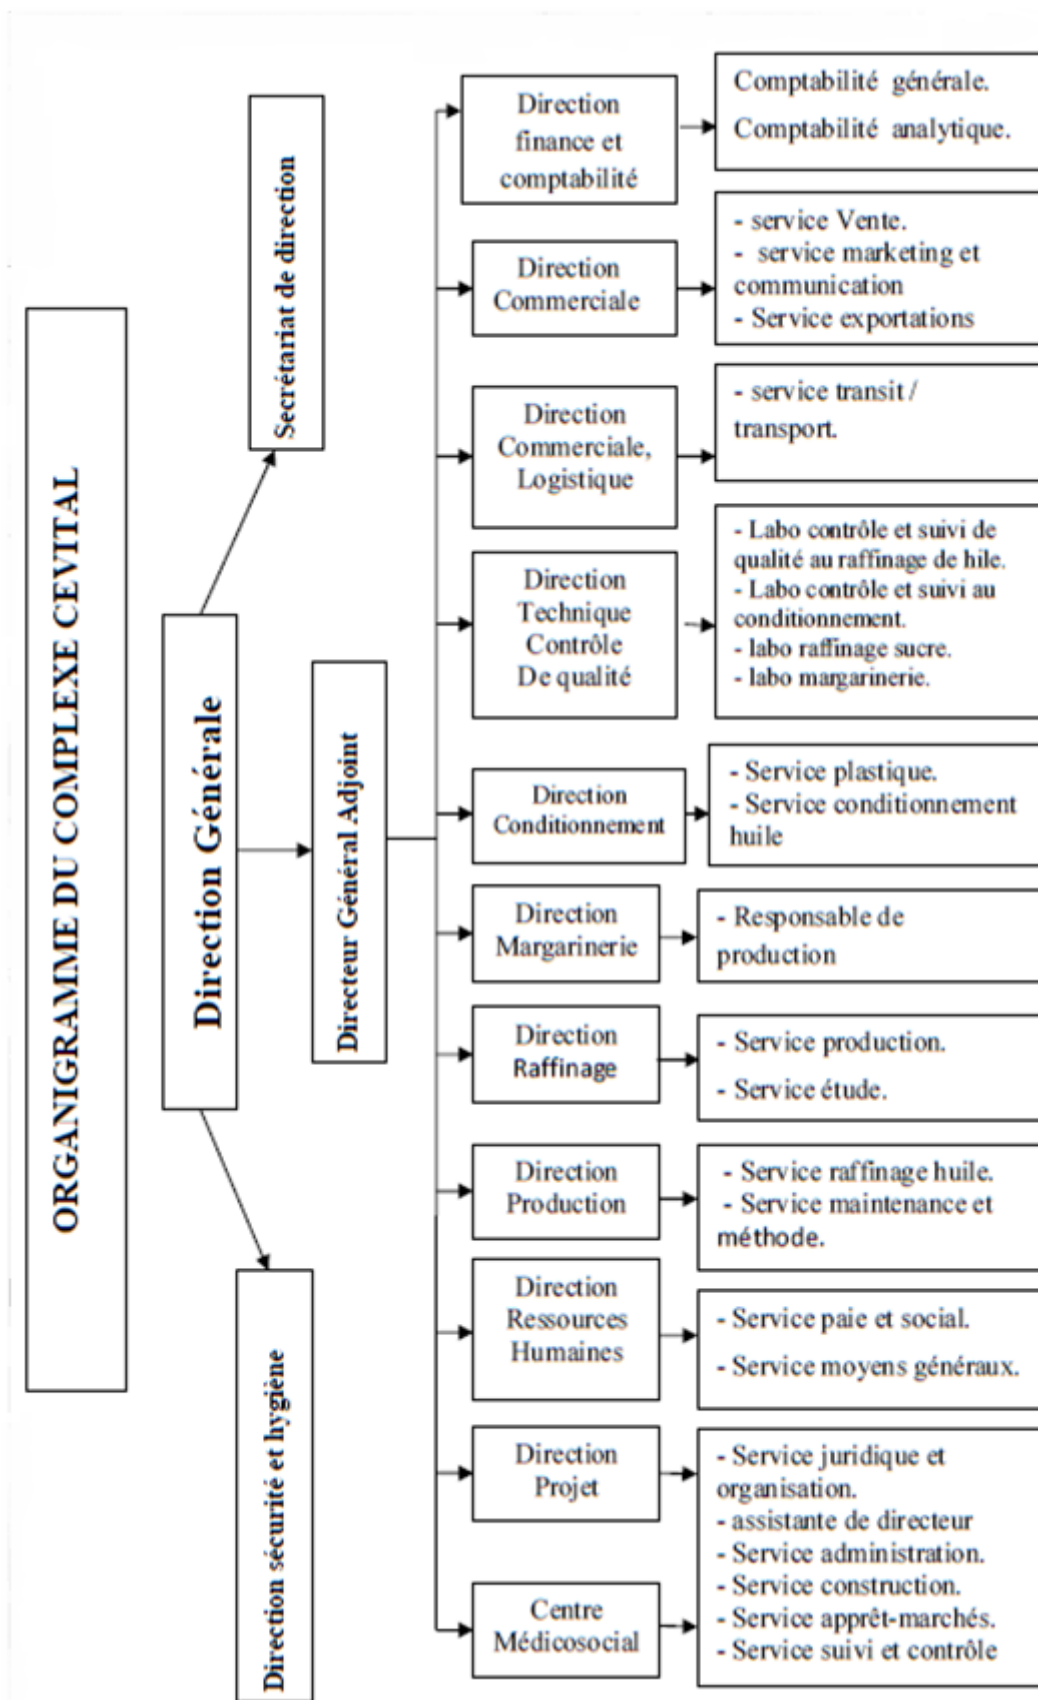 ORGANIGRAMME DU COMPLEXE CEVITAL
Direction Générale
Secrétariat de direction
Direction sécurité et hygiène
Directeur Général Adjoint
Direction
finance et
comptabilité
Comptabilité générale.
Comptabilité analytique.
Direction
Commerciale
- service Vente.
- service marketing et
communication
- Service exportations
Direction
Commerciale,
Logistique
- service transit /
transport.
Direction
Technique
Contrôle
De qualité
- Labo contrôle et suivi de
qualité au raffinage de hile.
- Labo contrôle et suivi au
conditionnement.
- labo raffinage sucre.
- labo margarinerie.
Direction
Conditionnement
- Service plastique.
- Service conditionnement
huile
Direction
Margarinerie
- Responsable de
production
Direction
Raffinage
- Service production.
- Service étude.
Direction
Production
- Service raffinage huile.
- Service maintenance et
méthode.
Direction
Ressources
Humaines
- Service paie et social.
- Service moyens généraux.
Direction
Projet
Centre
Médicosocial
- Service juridique et
organisation.
- assistante de directeur
- Service administration.
- Service construction.
- Service apprêt-marchés.
- Service suivi et contrôle